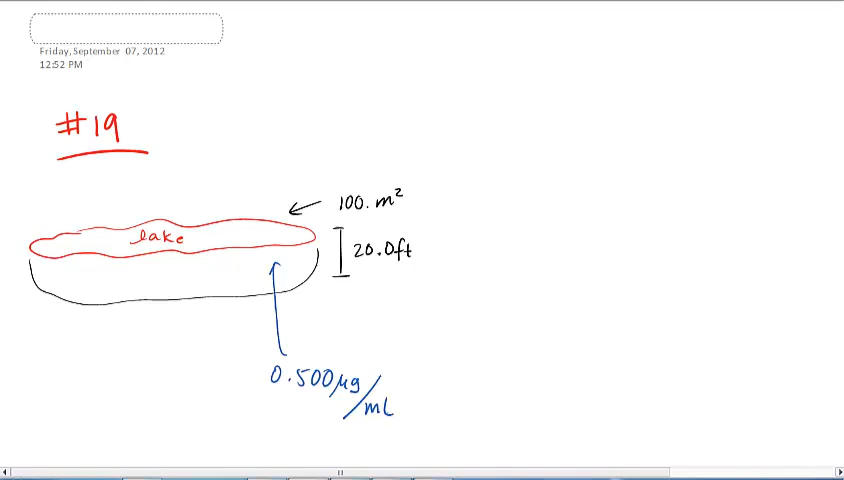 Friday, September 07, 2012
12:52 PM
#19
100. m²
lake
20.0ft
0.500µg/ml